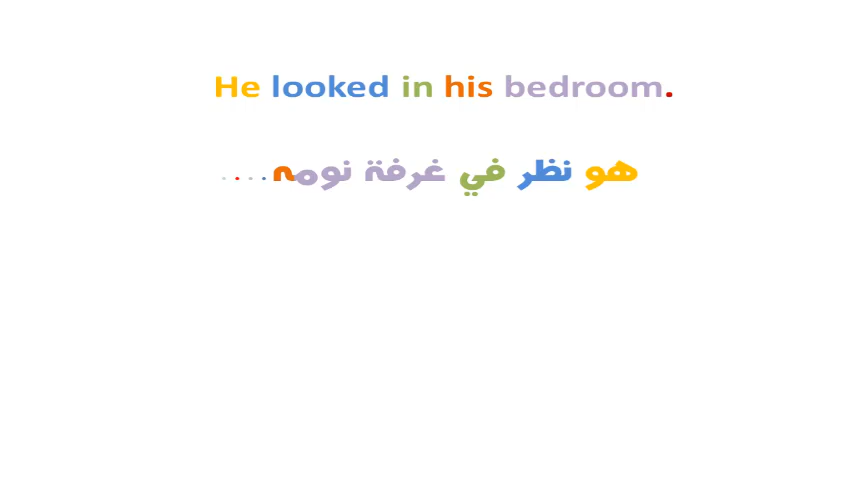 He looked in his bedroom.
هو نظر في غرفة نومه. . . .